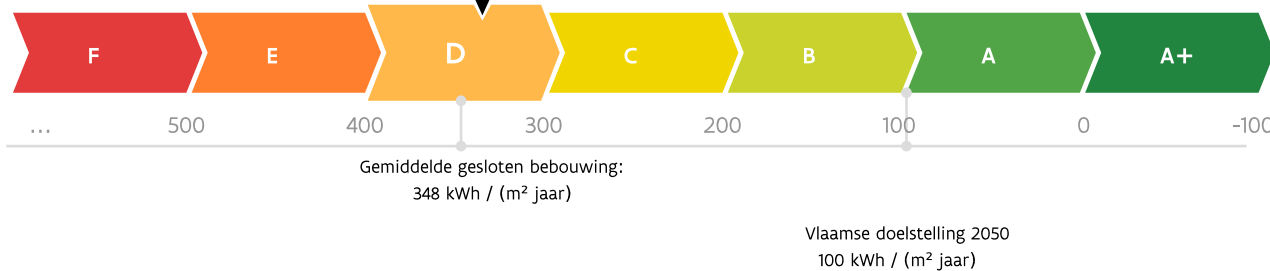 F E D C B A A+
... 500 400 300 200 100 0 -100
Gemiddelde gesloten bebouwing:
348 kWh / (m² jaar)
Vlaamse doelstelling 2050
100 kWh / (m² jaar)